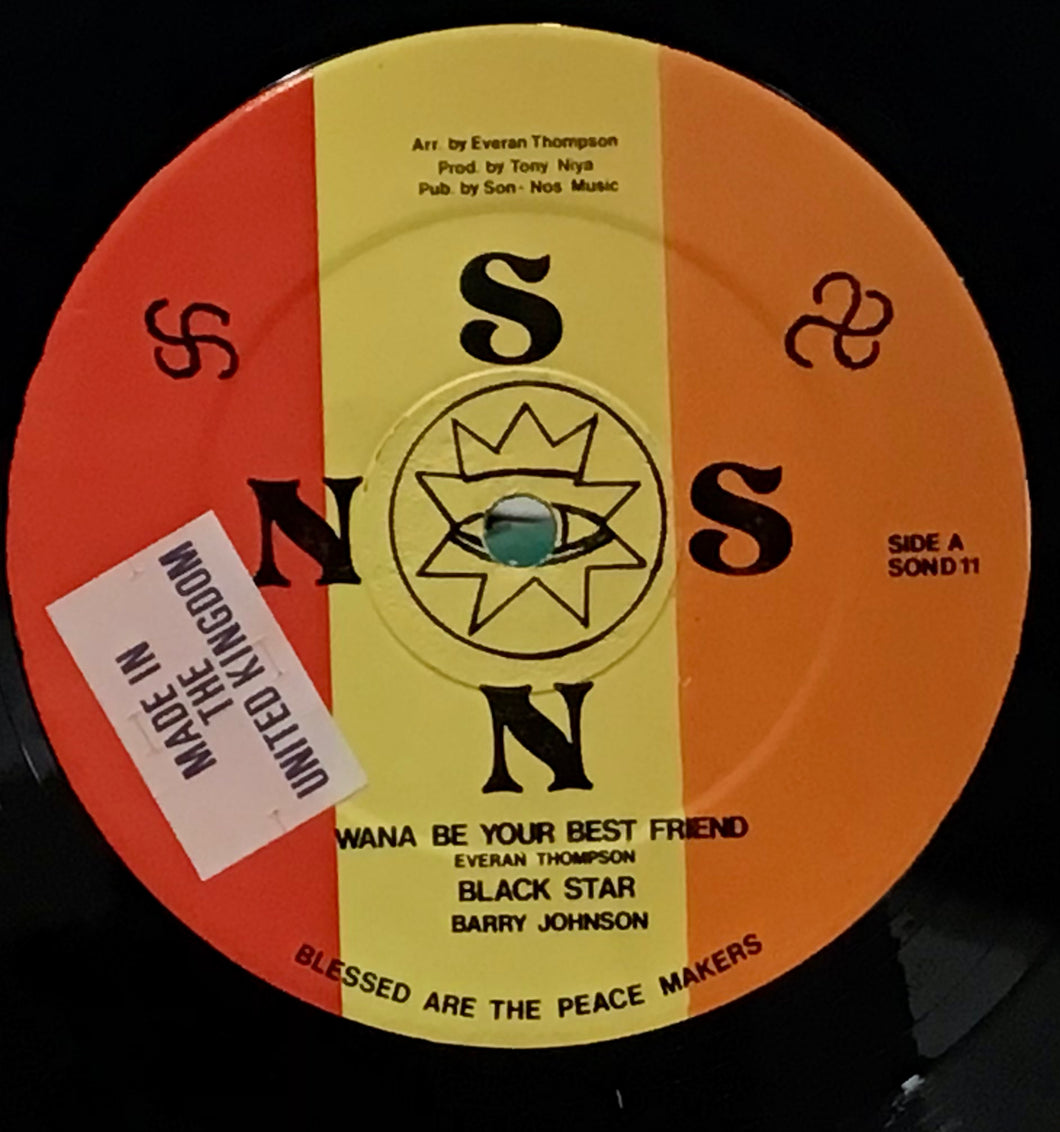 Arr. by Everan Thompson
Prod. by Tony Niya
Pub. by Son-Nos Music
S
N S
N
SIDE A
SOND 11
MADE IN
THE
UNITED KINGDOM
WANA BE YOUR BEST FRIEND
EVERAN THOMPSON
BLACK STAR
BARRY JOHNSON
BLESSED ARE THE PEACE MAKERS